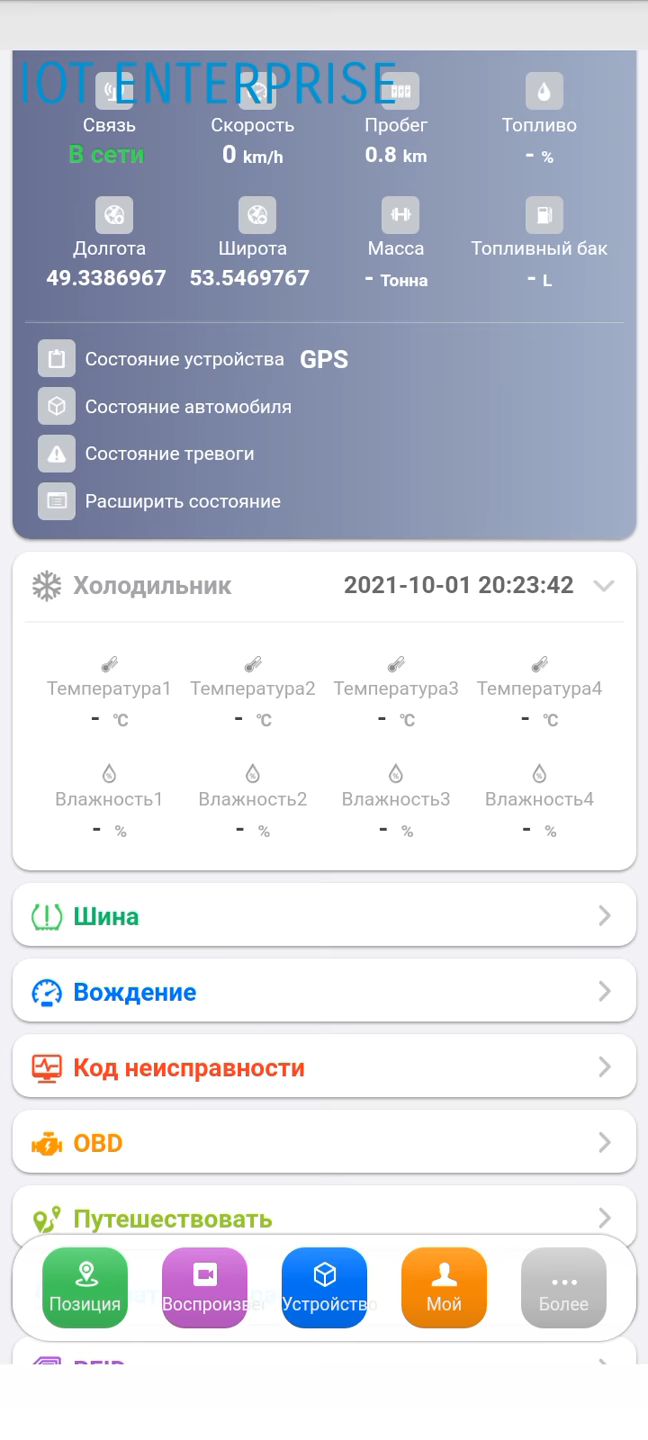 IOT ENTERPRISE
Связь Скорость Пробег Топливо
В сети 0 km/h 0.8 km - %
Долгота Широта Масса Топливный бак
49.3386967 53.5469767 - Тонна - L
Состояние устройства GPS
Состояние автомобиля
Состояние тревоги
Расширить состояние
Холодильник 2021-10-01 20:23:42
Температура1 Температура2 Температура3 Температура4
- °C - °C - °C - °C
Влажность1 Влажность2 Влажность3 Влажность4
- % - % - % - %
Шина
Вождение
Код неисправности
OBD
Путешествовать
Позиция Воспроизвег Устройство Мой Более